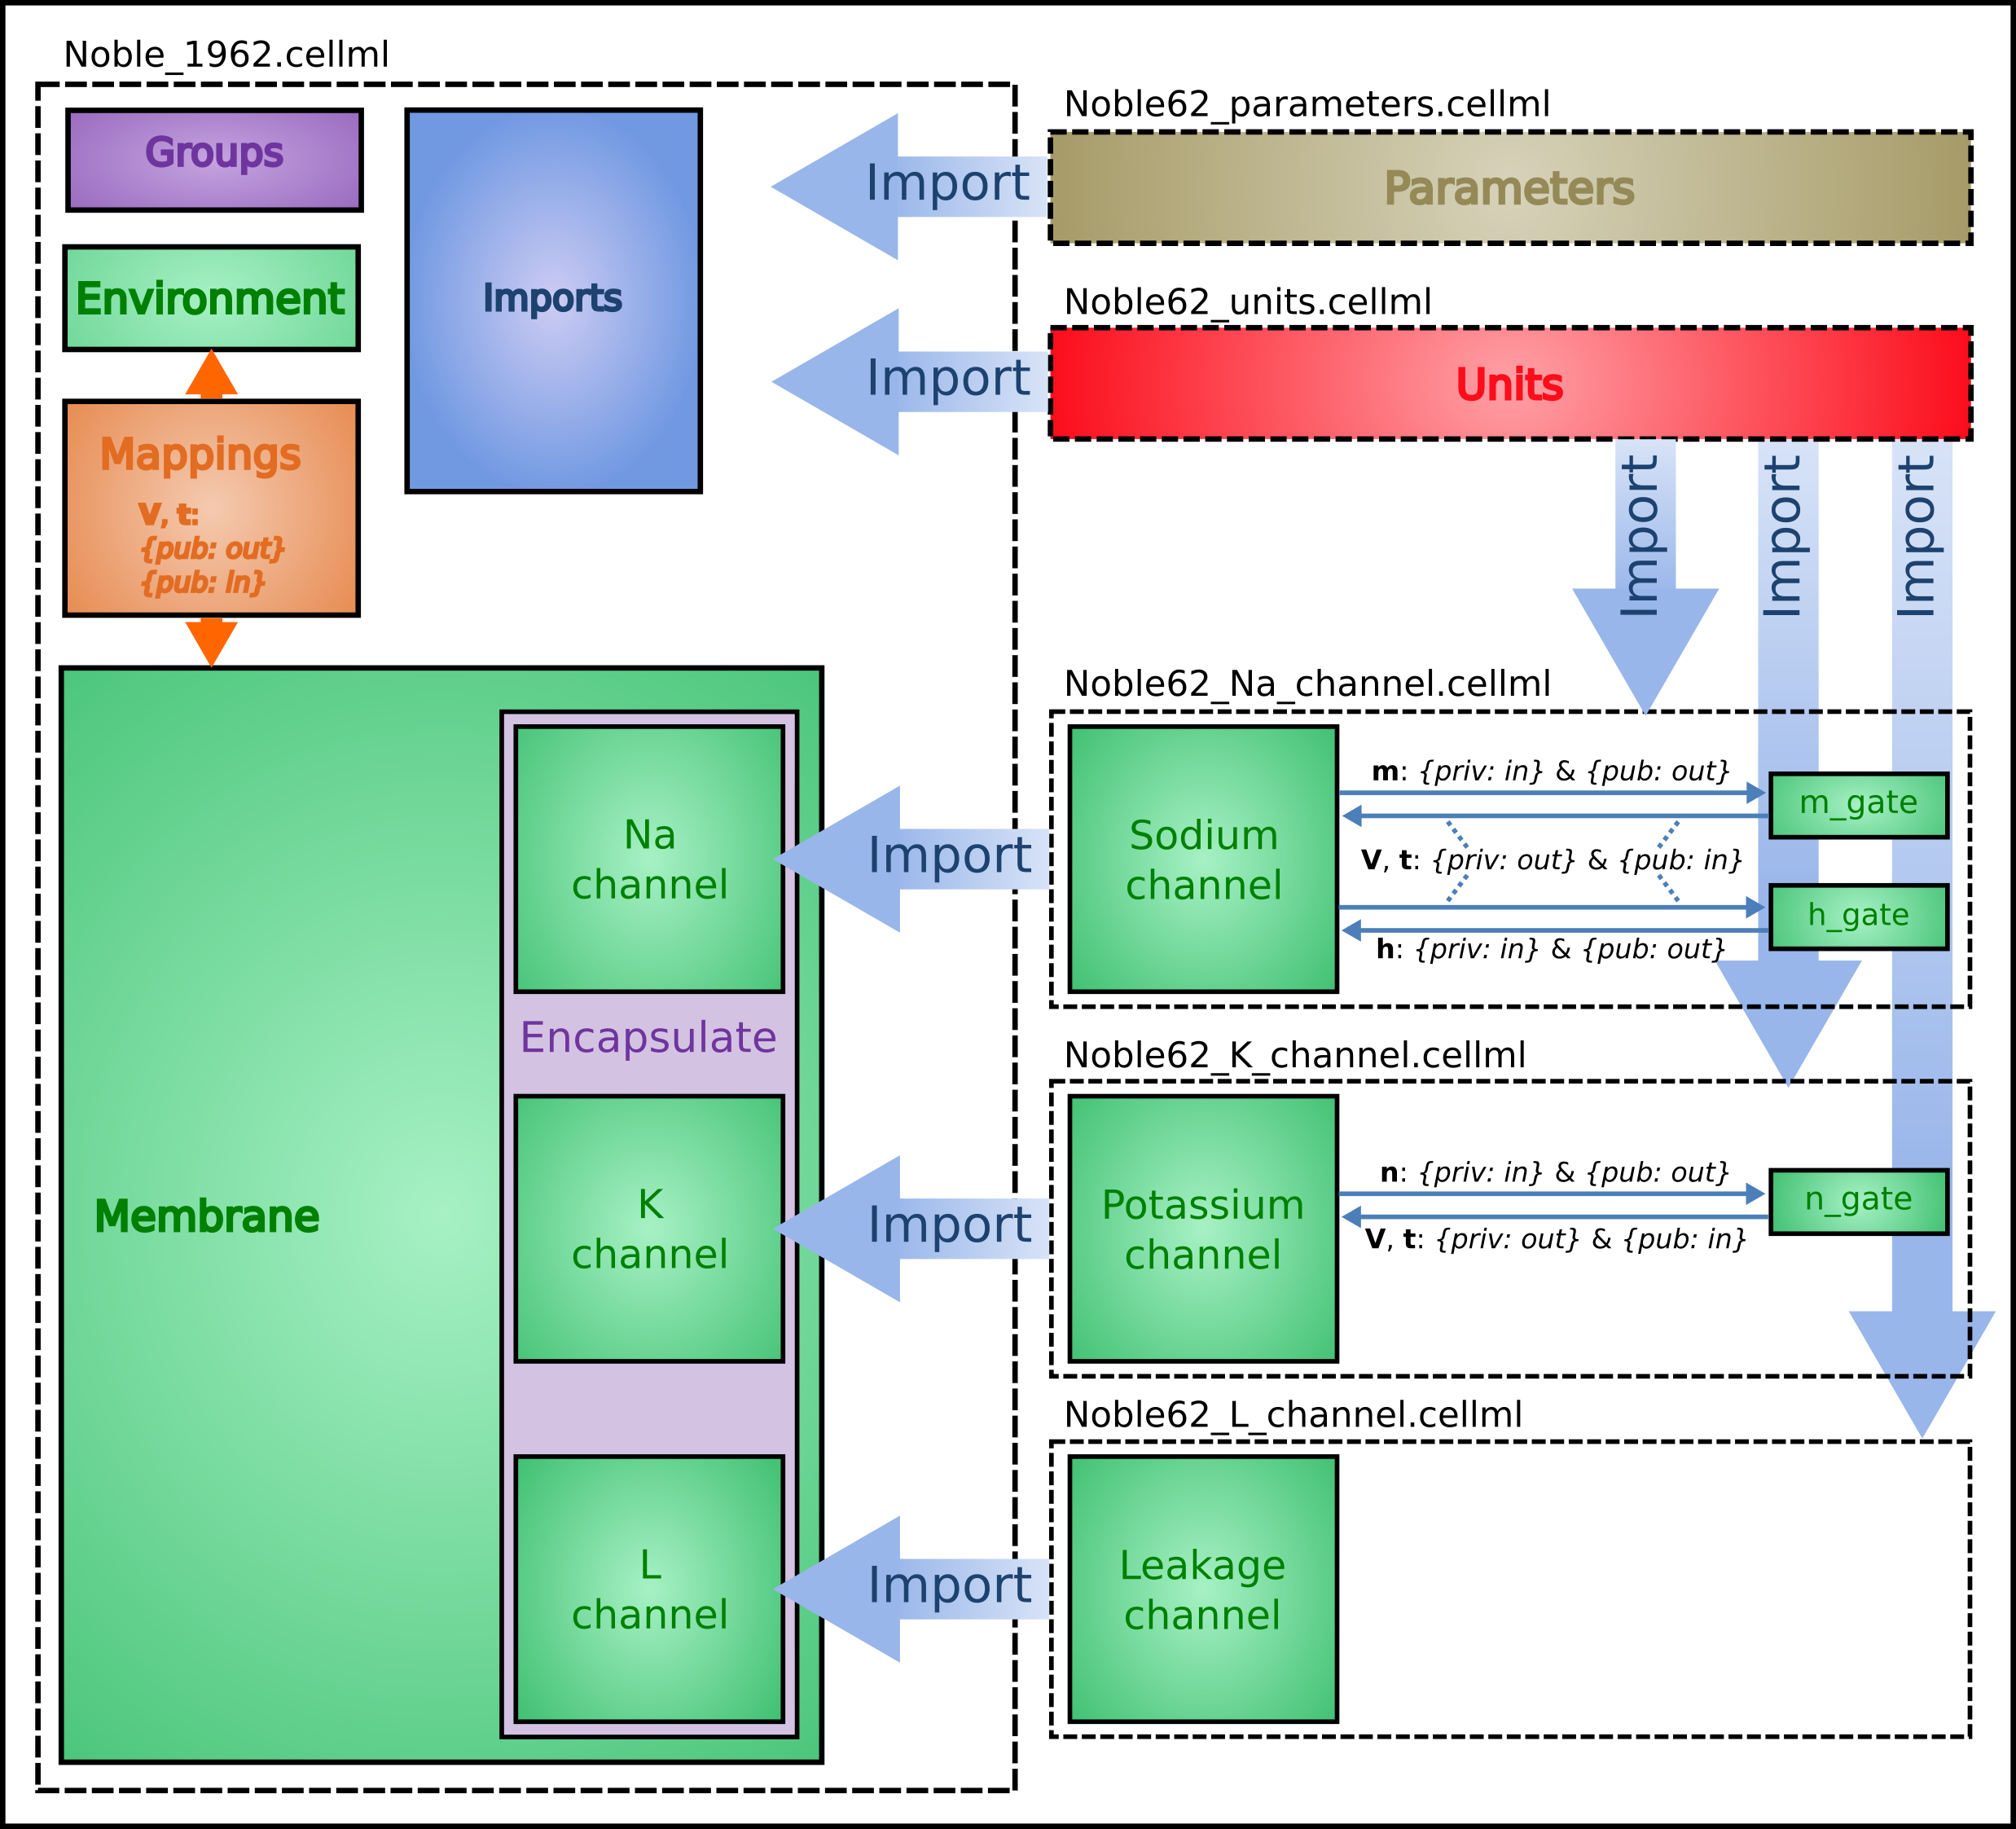 Noble_1962.cellml
Groups
Environment
Mappings
V, t:
{pub: out}
{pub: in}
Imports
Membrane
Na
channel
Encapsulate
K
channel
L
channel
Noble62_parameters.cellml
Import
Parameters
Noble62_units.cellml
Import
Units
Import
Import
Import
Noble62_Na_channel.cellml
Import
Sodium
channel
m: {priv: in} & {pub: out}
m_gate
V, t: {priv: out} & {pub: in}
h_gate
h: {priv: in} & {pub: out}
Noble62_K_channel.cellml
Import
Potassium
channel
n: {priv: in} & {pub: out}
n_gate
V, t: {priv: out} & {pub: in}
Noble62_L_channel.cellml
Import
Leakage
channel